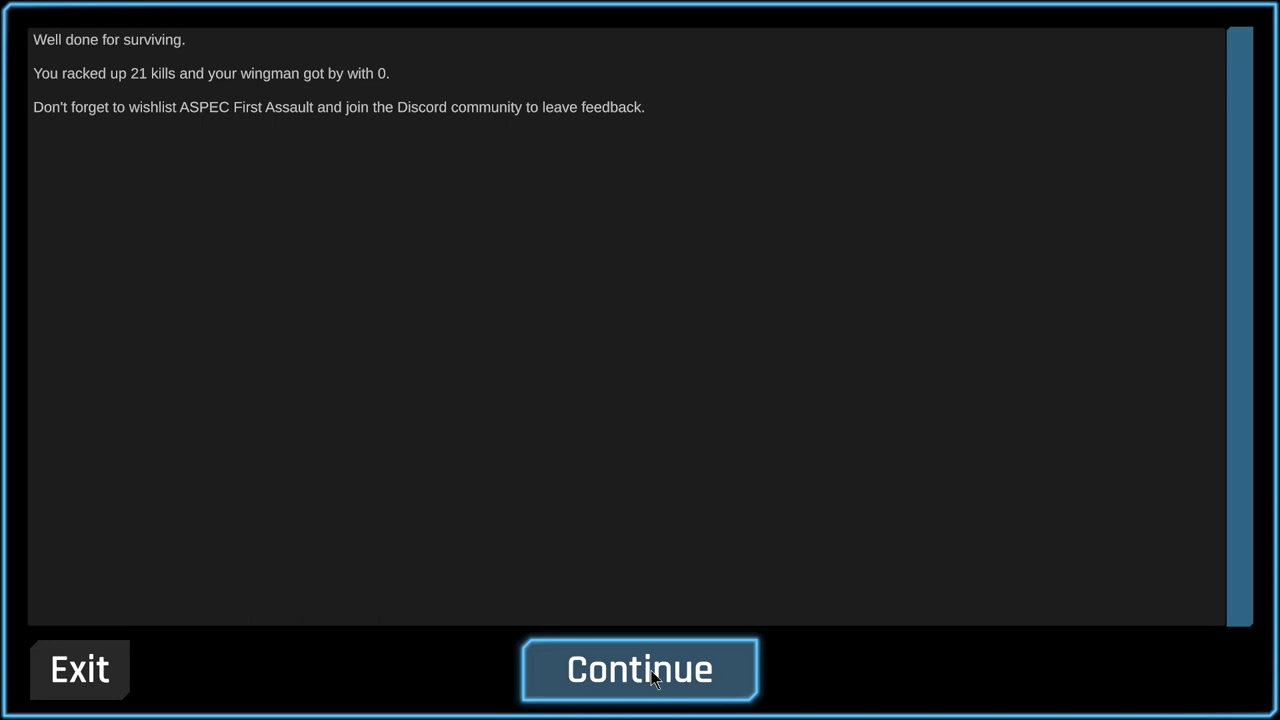 Well done for surviving.
You racked up 21 kills and your wingman got by with 0.
Don't forget to wishlist ASPEC First Assault and join the Discord community to leave feedback.
Exit
Continue